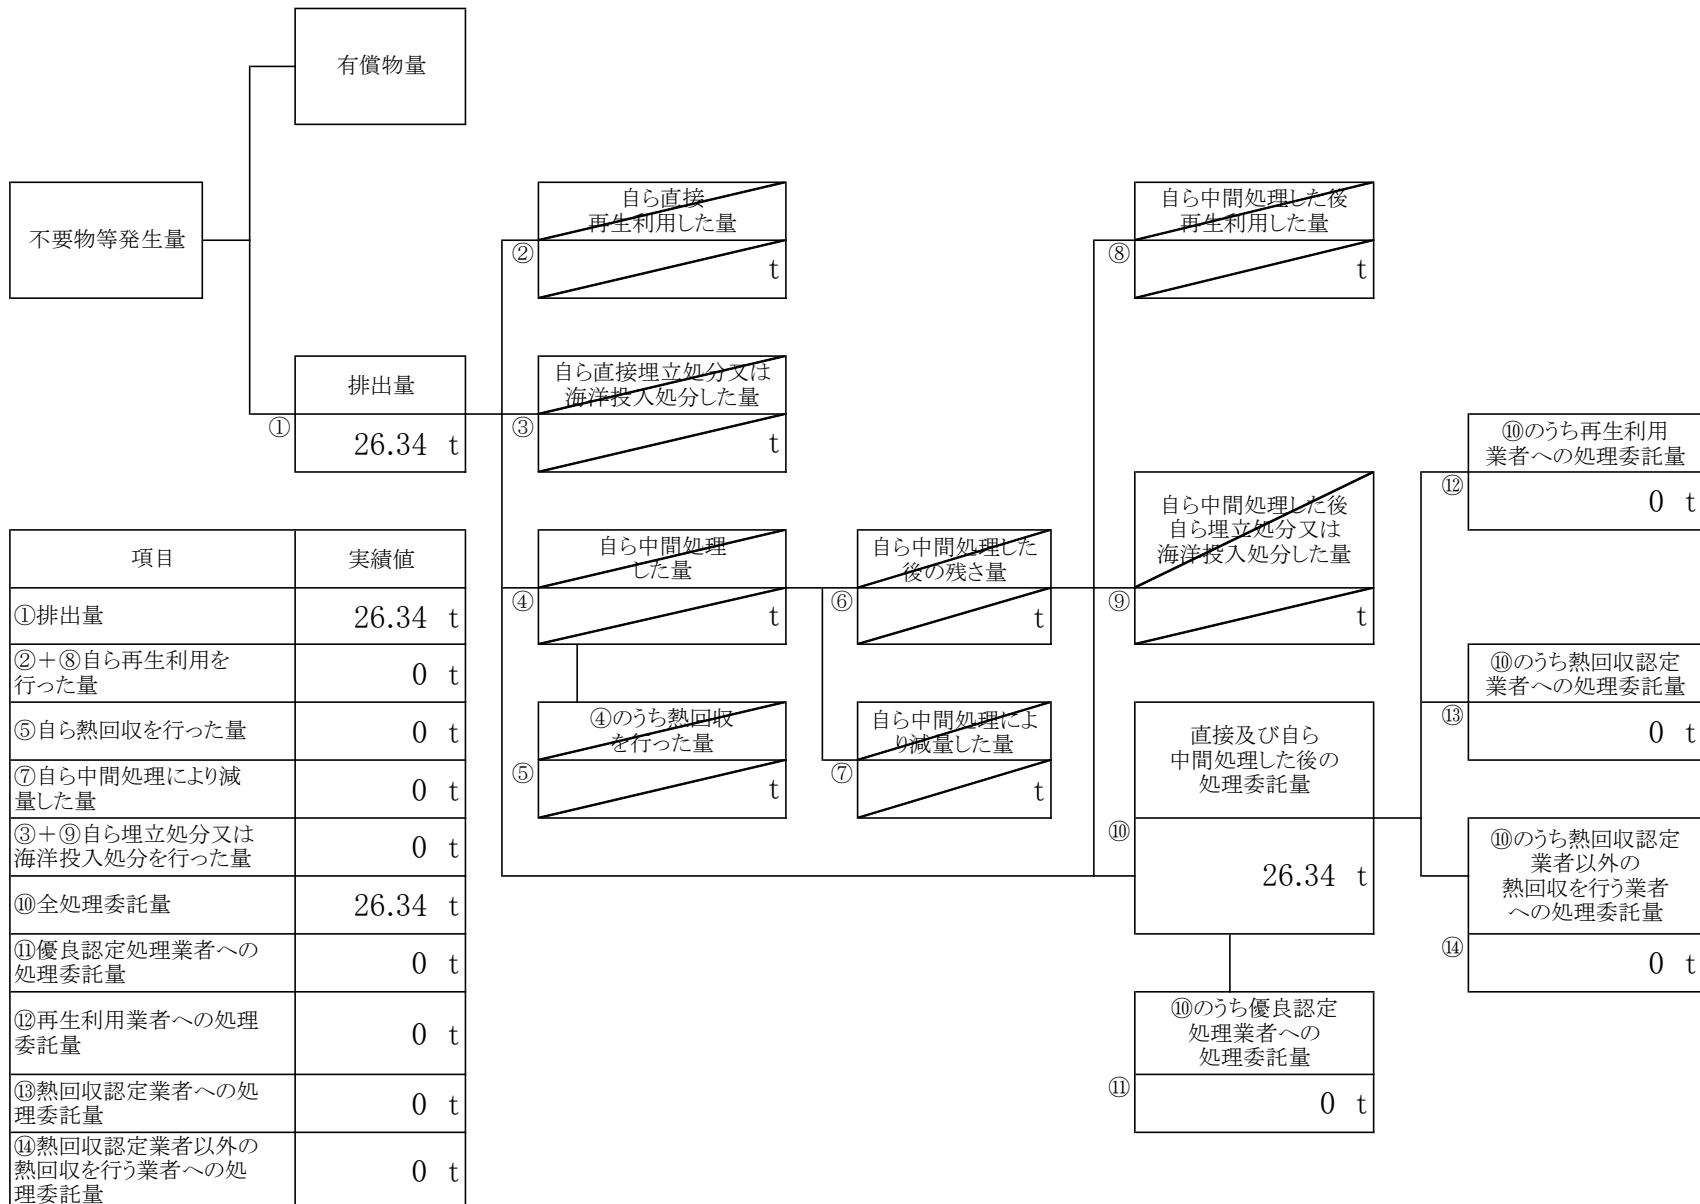 有償物量
不要物等発生量
自ら直接
再生利用した量
②
t
自ら中間処理した後
再生利用した量
⑧
t
排出量
①
26.34 t
自ら直接埋立処分又は
海洋投入処分した量
③
t
⑩のうち再生利用
業者への処理委託量
⑫
0 t
自ら中間処理
した量
④
t
自ら中間処理した
後の残さ量
⑥
t
自ら中間処理した後
自ら埋立処分又は
海洋投入処分した量
⑨
t
④のうち熱回収
を行った量
⑤
t
自ら中間処理によ
り減量した量
⑦
t
直接及び自ら
中間処理した後の
処理委託量
⑩
26.34 t
⑩のうち熱回収認定
業者への処理委託量
⑬
0 t
⑩のうち熱回収認定
業者以外の
熱回収を行う業者
への処理委託量
⑭
0 t
⑩のうち優良認定
処理業者への
処理委託量
⑪
0 t
項目 実績値
①排出量 26.34 t
②+⑧自ら再生利用を
行った量 0 t
⑤自ら熱回収を行った量 0 t
⑦自ら中間処理により減
量した量 0 t
③+⑨自ら埋立処分又は
海洋投入処分を行った量 0 t
⑩全処理委託量 26.34 t
⑪優良認定処理業者への
処理委託量 0 t
⑫再生利用業者への処理
委託量 0 t
⑬熱回収認定業者への処
理委託量 0 t
⑭熱回収認定業者以外の
熱回収を行う業者への処
理委託量 0 t